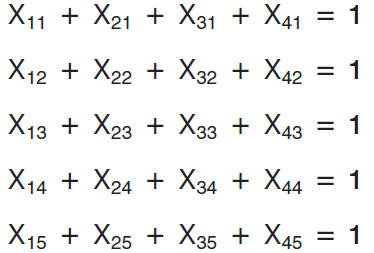 X₁₁ + X₂₁ + X₃₁ + X₄₁ = 1
X₁₂ + X₂₂ + X₃₂ + X₄₂ = 1
X₁₃ + X₂₃ + X₃₃ + X₄₃ = 1
X₁₄ + X₂₄ + X₃₄ + X₄₄ = 1
X₁₅ + X₂₅ + X₃₅ + X₄₅ = 1